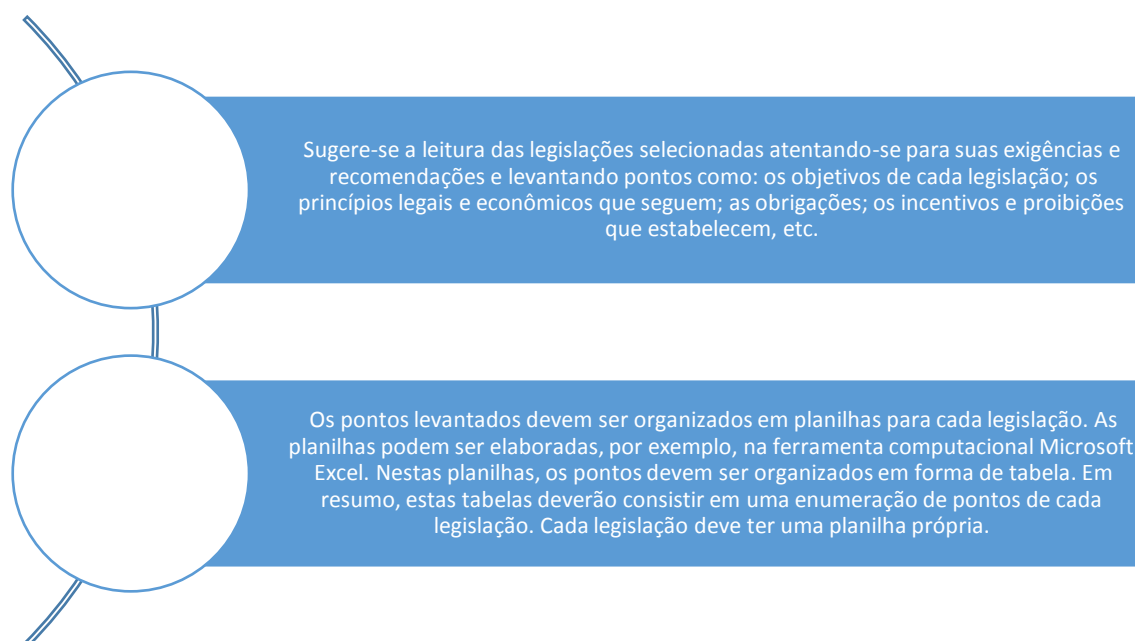 Sugere-se a leitura das legislações selecionadas atentando-se para suas exigências e
recomendações e levantando pontos como: os objetivos de cada legislação; os
princípios legais e econômicos que seguem; as obrigações; os incentivos e proibições
que estabelecem, etc.
Os pontos levantados devem ser organizados em planilhas para cada legislação. As
planilhas podem ser elaboradas, por exemplo, na ferramenta computacional Microsoft
Excel. Nestas planilhas, os pontos devem ser organizados em forma de tabela. Em
resumo, estas tabelas deverão consistir em uma enumeração de pontos de cada
legislação. Cada legislação deve ter uma planilha própria.